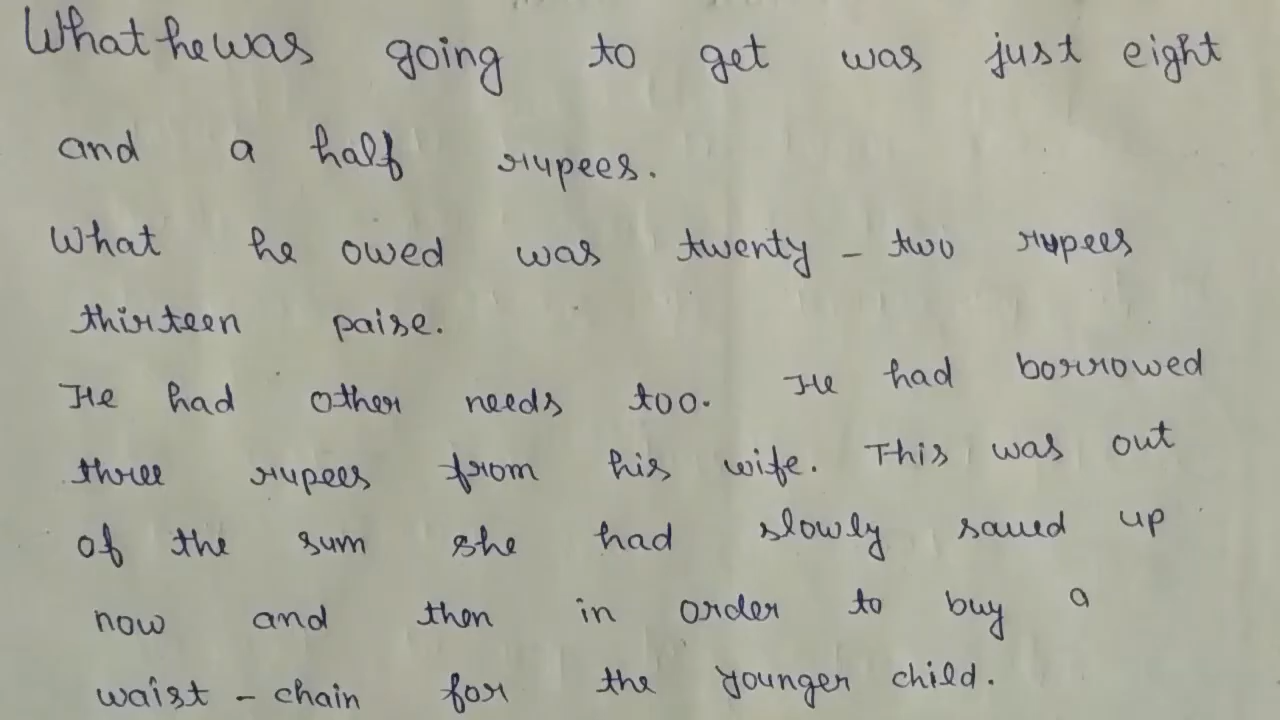 What he was going to get was just eight
and a half rupees.
What he owed was twenty-two rupees
thirteen paise.
He had other needs too. He had borrowed
three rupees from his wife. This was out
of the sum she had slowly saved up
now and then in order to buy a
waist-chain for the younger child.